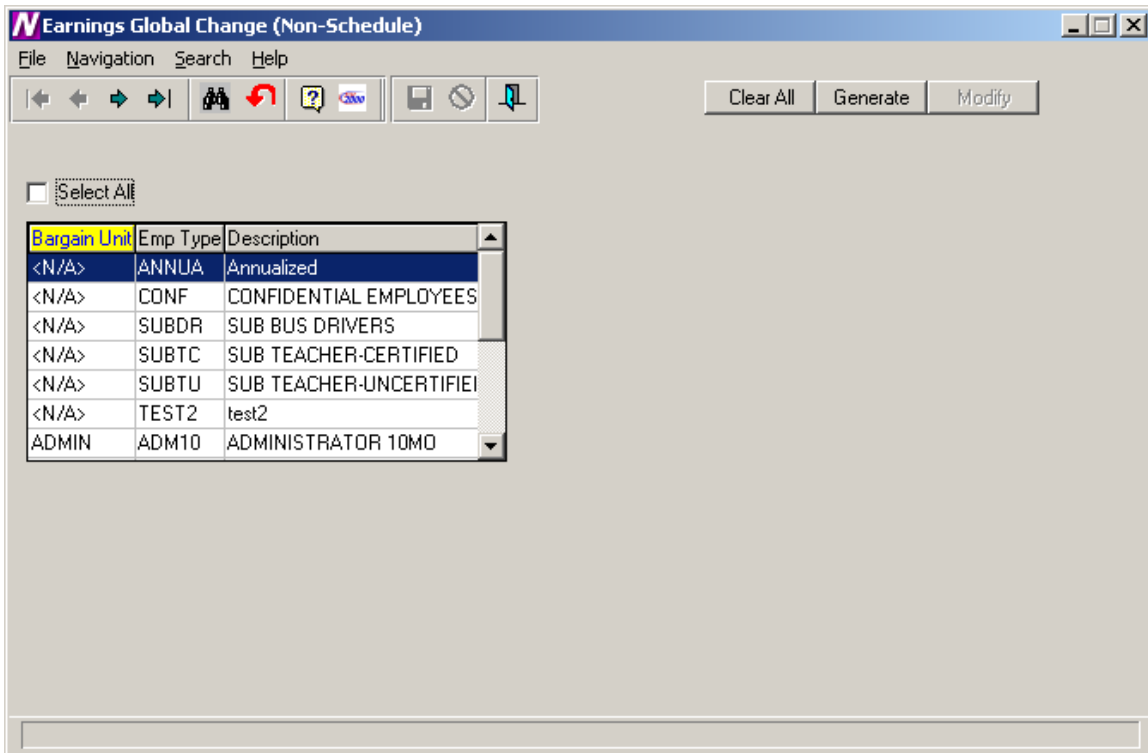 Earnings Global Change (Non-Schedule)
File Navigation Search Help
Clear All Generate Modify
Select All
Bargain Unit Emp Type Description
<N/A> ANNUA Annualized
<N/A> CONF CONFIDENTIAL EMPLOYEES
<N/A> SUBDR SUB BUS DRIVERS
<N/A> SUBTC SUB TEACHER-CERTIFIED
<N/A> SUBTU SUB TEACHER-UNCERTIFIE
<N/A> TEST2 test2
ADMIN ADM10 ADMINISTRATOR 10MO